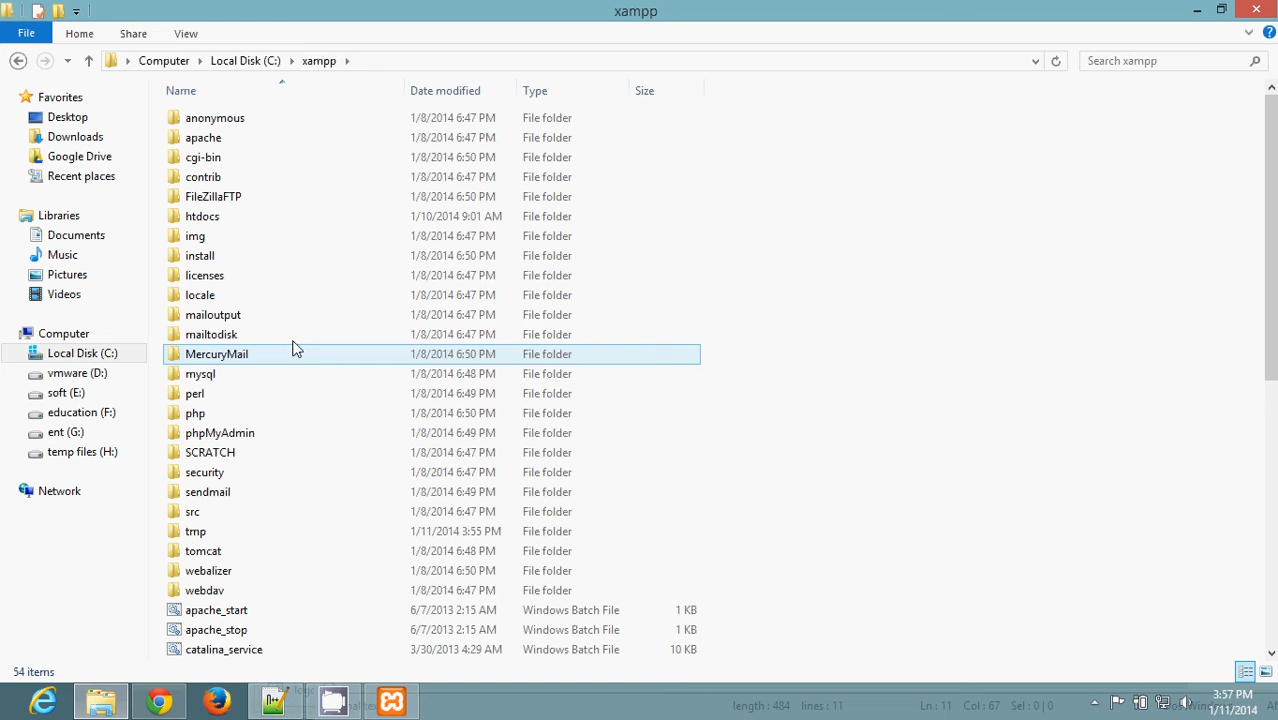 xampp
File Home Share View
Computer Local Disk (C:) xampp Search xampp
Name Date modified Type Size
Favorites
Desktop
Downloads
Google Drive
Recent places
Libraries
Documents
Music
Pictures
Videos
Computer
Local Disk (C:)
vmware (D:)
soft (E:)
education (F:)
ent (G:)
temp files (H:)
Network
anonymous 1/8/2014 6:47 PM File folder
apache 1/8/2014 6:47 PM File folder
cgi-bin 1/8/2014 6:50 PM File folder
contrib 1/8/2014 6:47 PM File folder
FileZillaFTP 1/8/2014 6:50 PM File folder
htdocs 1/10/2014 9:01 AM File folder
img 1/8/2014 6:47 PM File folder
install 1/8/2014 6:50 PM File folder
licenses 1/8/2014 6:47 PM File folder
locale 1/8/2014 6:47 PM File folder
mailoutput 1/8/2014 6:47 PM File folder
mailtodisk 1/8/2014 6:47 PM File folder
MercuryMail 1/8/2014 6:50 PM File folder
mysql 1/8/2014 6:48 PM File folder
perl 1/8/2014 6:49 PM File folder
php 1/8/2014 6:50 PM File folder
phpMyAdmin 1/8/2014 6:49 PM File folder
SCRATCH 1/8/2014 6:47 PM File folder
security 1/8/2014 6:47 PM File folder
sendmail 1/8/2014 6:49 PM File folder
src 1/8/2014 6:47 PM File folder
tmp 1/11/2014 3:55 PM File folder
tomcat 1/8/2014 6:48 PM File folder
webalizer 1/8/2014 6:50 PM File folder
webdav 1/8/2014 6:47 PM File folder
apache_start 6/7/2013 2:15 AM Windows Batch File 1 KB
apache_stop 6/7/2013 2:15 AM Windows Batch File 1 KB
catalina_service 3/30/2013 4:29 AM Windows Batch File 10 KB
54 items
length : 484 lines : 11 Ln : 11 Col : 67 Sel : 0 | 0
3:57 PM
1/11/2014